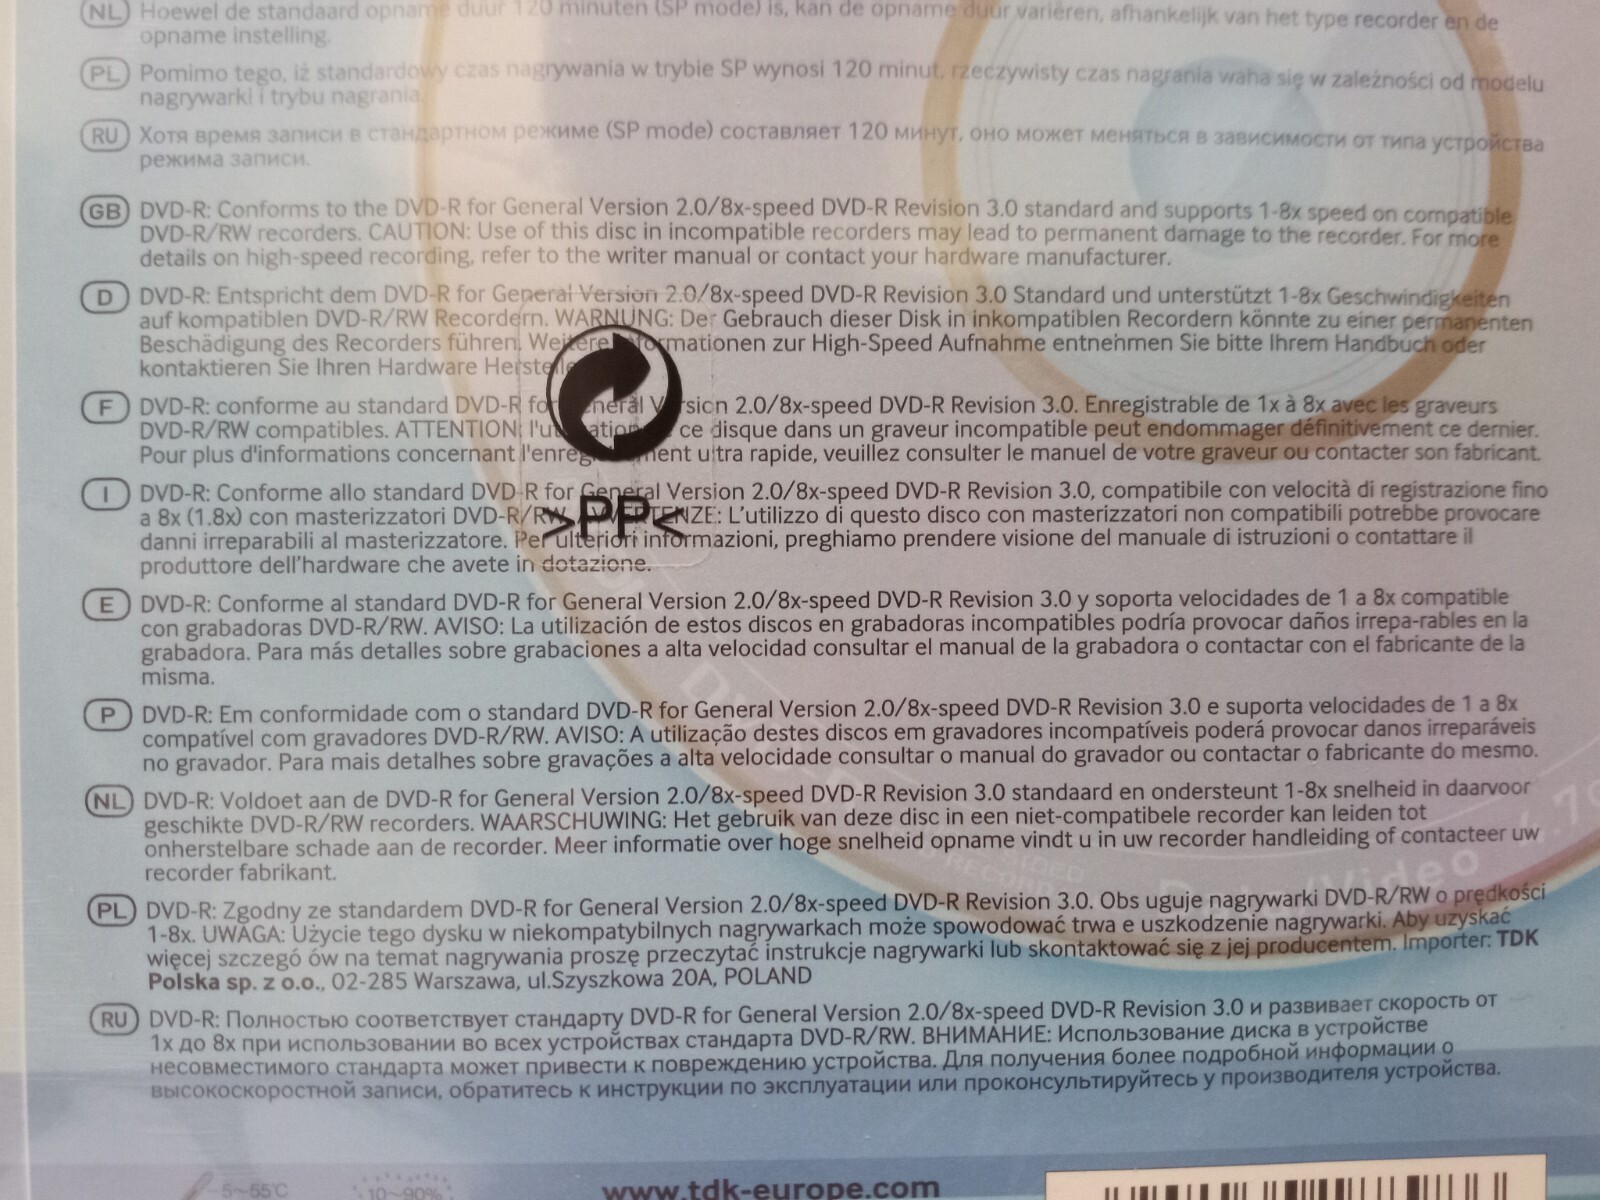 NL Hoewel de standaard opname duur 120 minuten (SP mode) is, kan de opname duur variëren, afhankelijk van het type recorder en de
opname instelling.
PL Pomimo tego, iż standardowy czas nagrywania w trybie SP wynosi 120 minut, rzeczywisty czas nagrania waha się w zależności od modelu
nagrywarki i trybu nagrania.
RU Хотя время записи в стандартном режиме (SP mode) составляет 120 минут, оно может меняться в зависимости от типа устройства
режима записи.
GB DVD-R: Conforms to the DVD-R for General Version 2.0/8x-speed DVD-R Revision 3.0 standard and supports 1-8x speed on compatible
DVD-R/RW recorders. CAUTION: Use of this disc in incompatible recorders may lead to permanent damage to the recorder. For more
details on high-speed recording, refer to the writer manual or contact your hardware manufacturer.
D DVD-R: Entspricht dem DVD-R for General Version 2.0/8x-speed DVD-R Revision 3.0 Standard und unterstützt 1-8x Geschwindigkeiten
auf kompatiblen DVD-R/RW Recordern. WARNUNG: Der Gebrauch dieser Disk in inkompatiblen Recordern könnte zu einer permanenten
Beschädigung des Recorders führen. Weitere Informationen zur High-Speed Aufnahme entnehmen Sie bitte Ihrem Handbuch oder
kontaktieren Sie Ihren Hardware Hersteller
F DVD-R: conforme au standard DVD-R for General Version 2.0/8x-speed DVD-R Revision 3.0. Enregistrable de 1x à 8x avec les graveurs
DVD-R/RW compatibles. ATTENTION: l'utilisation de ce disque dans un graveur incompatible peut endommager définitivement ce dernier.
Pour plus d'informations concernant l'enregistrement ultra rapide, veuillez consulter le manuel de votre graveur ou contacter son fabricant.
I DVD-R: Conforme allo standard DVD-R for General Version 2.0/8x-speed DVD-R Revision 3.0, compatibile con velocità di registrazione fino
>PP<
a 8x (1.8x) con masterizzatori DVD-R/RW. AVVERTENZE: L'utilizzo di questo disco con masterizzatori non compatibili potrebbe provocare
danni irreparabili al masterizzatore. Per ulteriori informazioni, preghiamo prendere visione del manuale di istruzioni o contattare il
produttore dell'hardware che avete in dotazione.
E DVD-R: Conforme al standard DVD-R for General Version 2.0/8x-speed DVD-R Revision 3.0 y soporta velocidades de 1 a 8x compatible
con grabadoras DVD-R/RW. AVISO: La utilización de estos discos en grabadoras incompatibles podría provocar daños irrepa-rables en la
grabadora. Para más detalles sobre grabaciones a alta velocidad consultar el manual de la grabadora o contactar con el fabricante de la
misma.
P DVD-R: Em conformidade com o standard DVD-R for General Version 2.0/8x-speed DVD-R Revision 3.0 e suporta velocidades de 1 a 8x
compatível com gravadores DVD-R/RW. AVISO: A utilização destes discos em gravadores incompatíveis poderá provocar danos irreparáveis
no gravador. Para mais detalhes sobre gravações a alta velocidade consultar o manual do gravador ou contactar o fabricante do mesmo.
NL DVD-R: Voldoet aan de DVD-R for General Version 2.0/8x-speed DVD-R Revision 3.0 standaard en ondersteunt 1-8x snelheid in daarvoor
geschikte DVD-R/RW recorders. WAARSCHUWING: Het gebruik van deze disc in een niet-compatibele recorder kan leiden tot
onherstelbare schade aan de recorder. Meer informatie over hoge snelheid opname vindt u in uw recorder handleiding of contacteer uw
recorder fabrikant.
PL DVD-R: Zgodny ze standardem DVD-R for General Version 2.0/8x-speed DVD-R Revision 3.0. Obs uguje nagrywarki DVD-R/RW o prędkości
1-8x. UWAGA: Użycie tego dysku w niekompatybilnych nagrywarkach może spowodować trwa e uszkodzenie nagrywarki. Aby uzyskać
więcej szczegó ów na temat nagrywania proszę przeczytać instrukcje nagrywarki lub skontaktować się z jej producentem. Importer: TDK
Polska sp. z o.o., 02-285 Warszawa, ul.Szyszkowa 20A, POLAND
RU DVD-R: Полностью соответствует стандарту DVD-R for General Version 2.0/8x-speed DVD-R Revision 3.0 и развивает скорость от
1x до 8x при использовании во всех устройствах стандарта DVD-R/RW. ВНИМАНИЕ: Использование диска в устройстве
несовместимого стандарта может привести к повреждению устройства. Для получения более подробной информации о
высокоскоростной записи, обратитесь к инструкции по эксплуатации или проконсультируйтесь у производителя устройства.
5~55℃ 10~90% www.tdk-europe.com